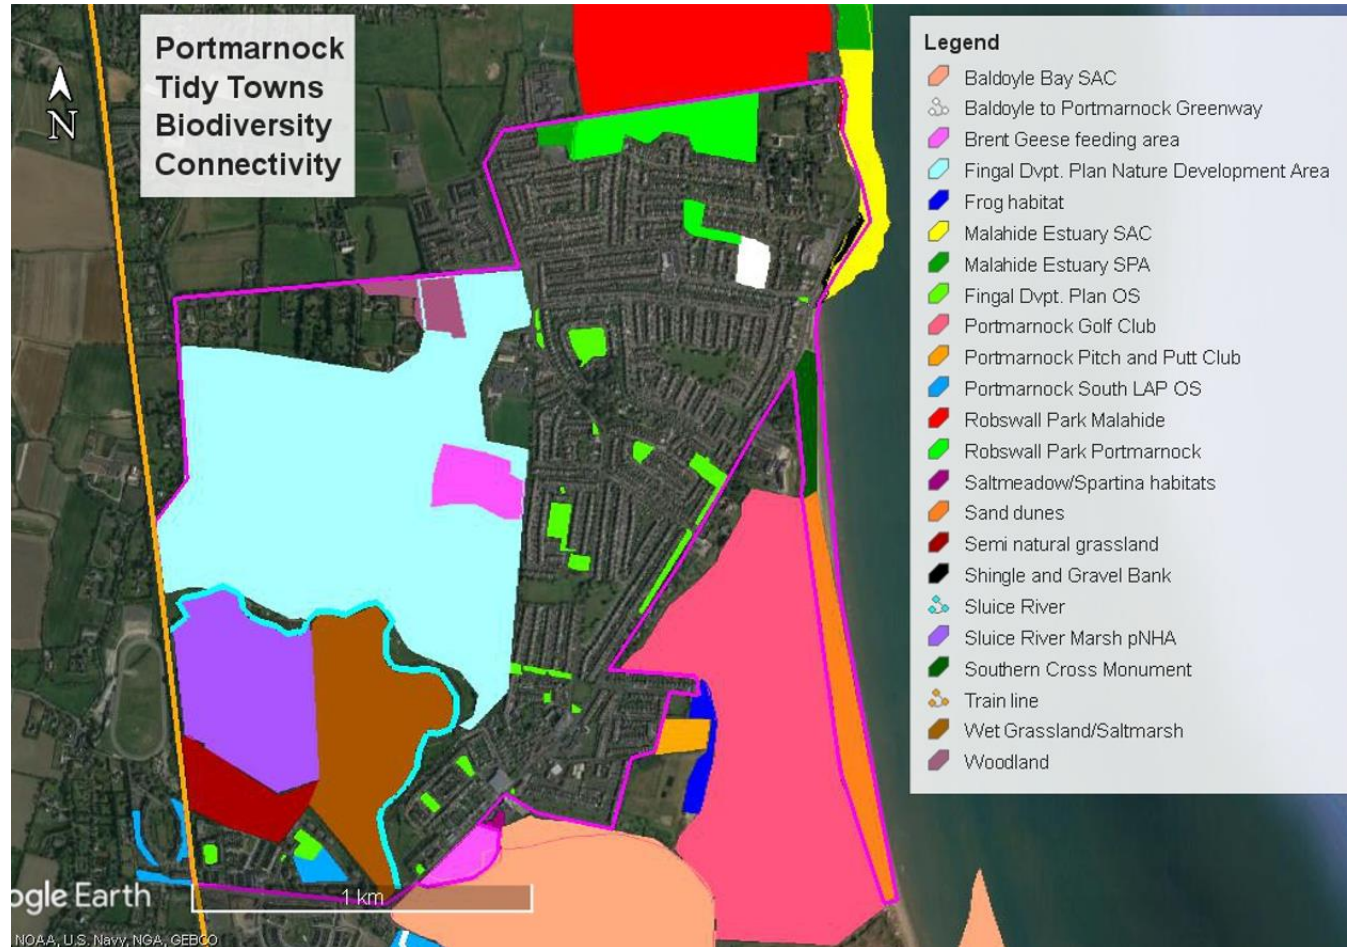 Portmarnock
Tidy Towns
Biodiversity
Connectivity
N
Legend
Baldoyle Bay SAC
Baldoyle to Portmarnock Greenway
Brent Geese feeding area
Fingal Dvpt. Plan Nature Development Area
Frog habitat
Malahide Estuary SAC
Malahide Estuary SPA
Fingal Dvpt. Plan OS
Portmarnock Golf Club
Portmarnock Pitch and Putt Club
Portmarnock South LAP OS
Robswall Park Malahide
Robswall Park Portmarnock
Saltmeadow/Spartina habitats
Sand dunes
Semi natural grassland
Shingle and Gravel Bank
Sluice River
Sluice River Marsh pNHA
Southern Cross Monument
Train line
Wet Grassland/Saltmarsh
Woodland
ogle Earth
1 km
NOAA, U.S. Navy, NGA, GEBCO